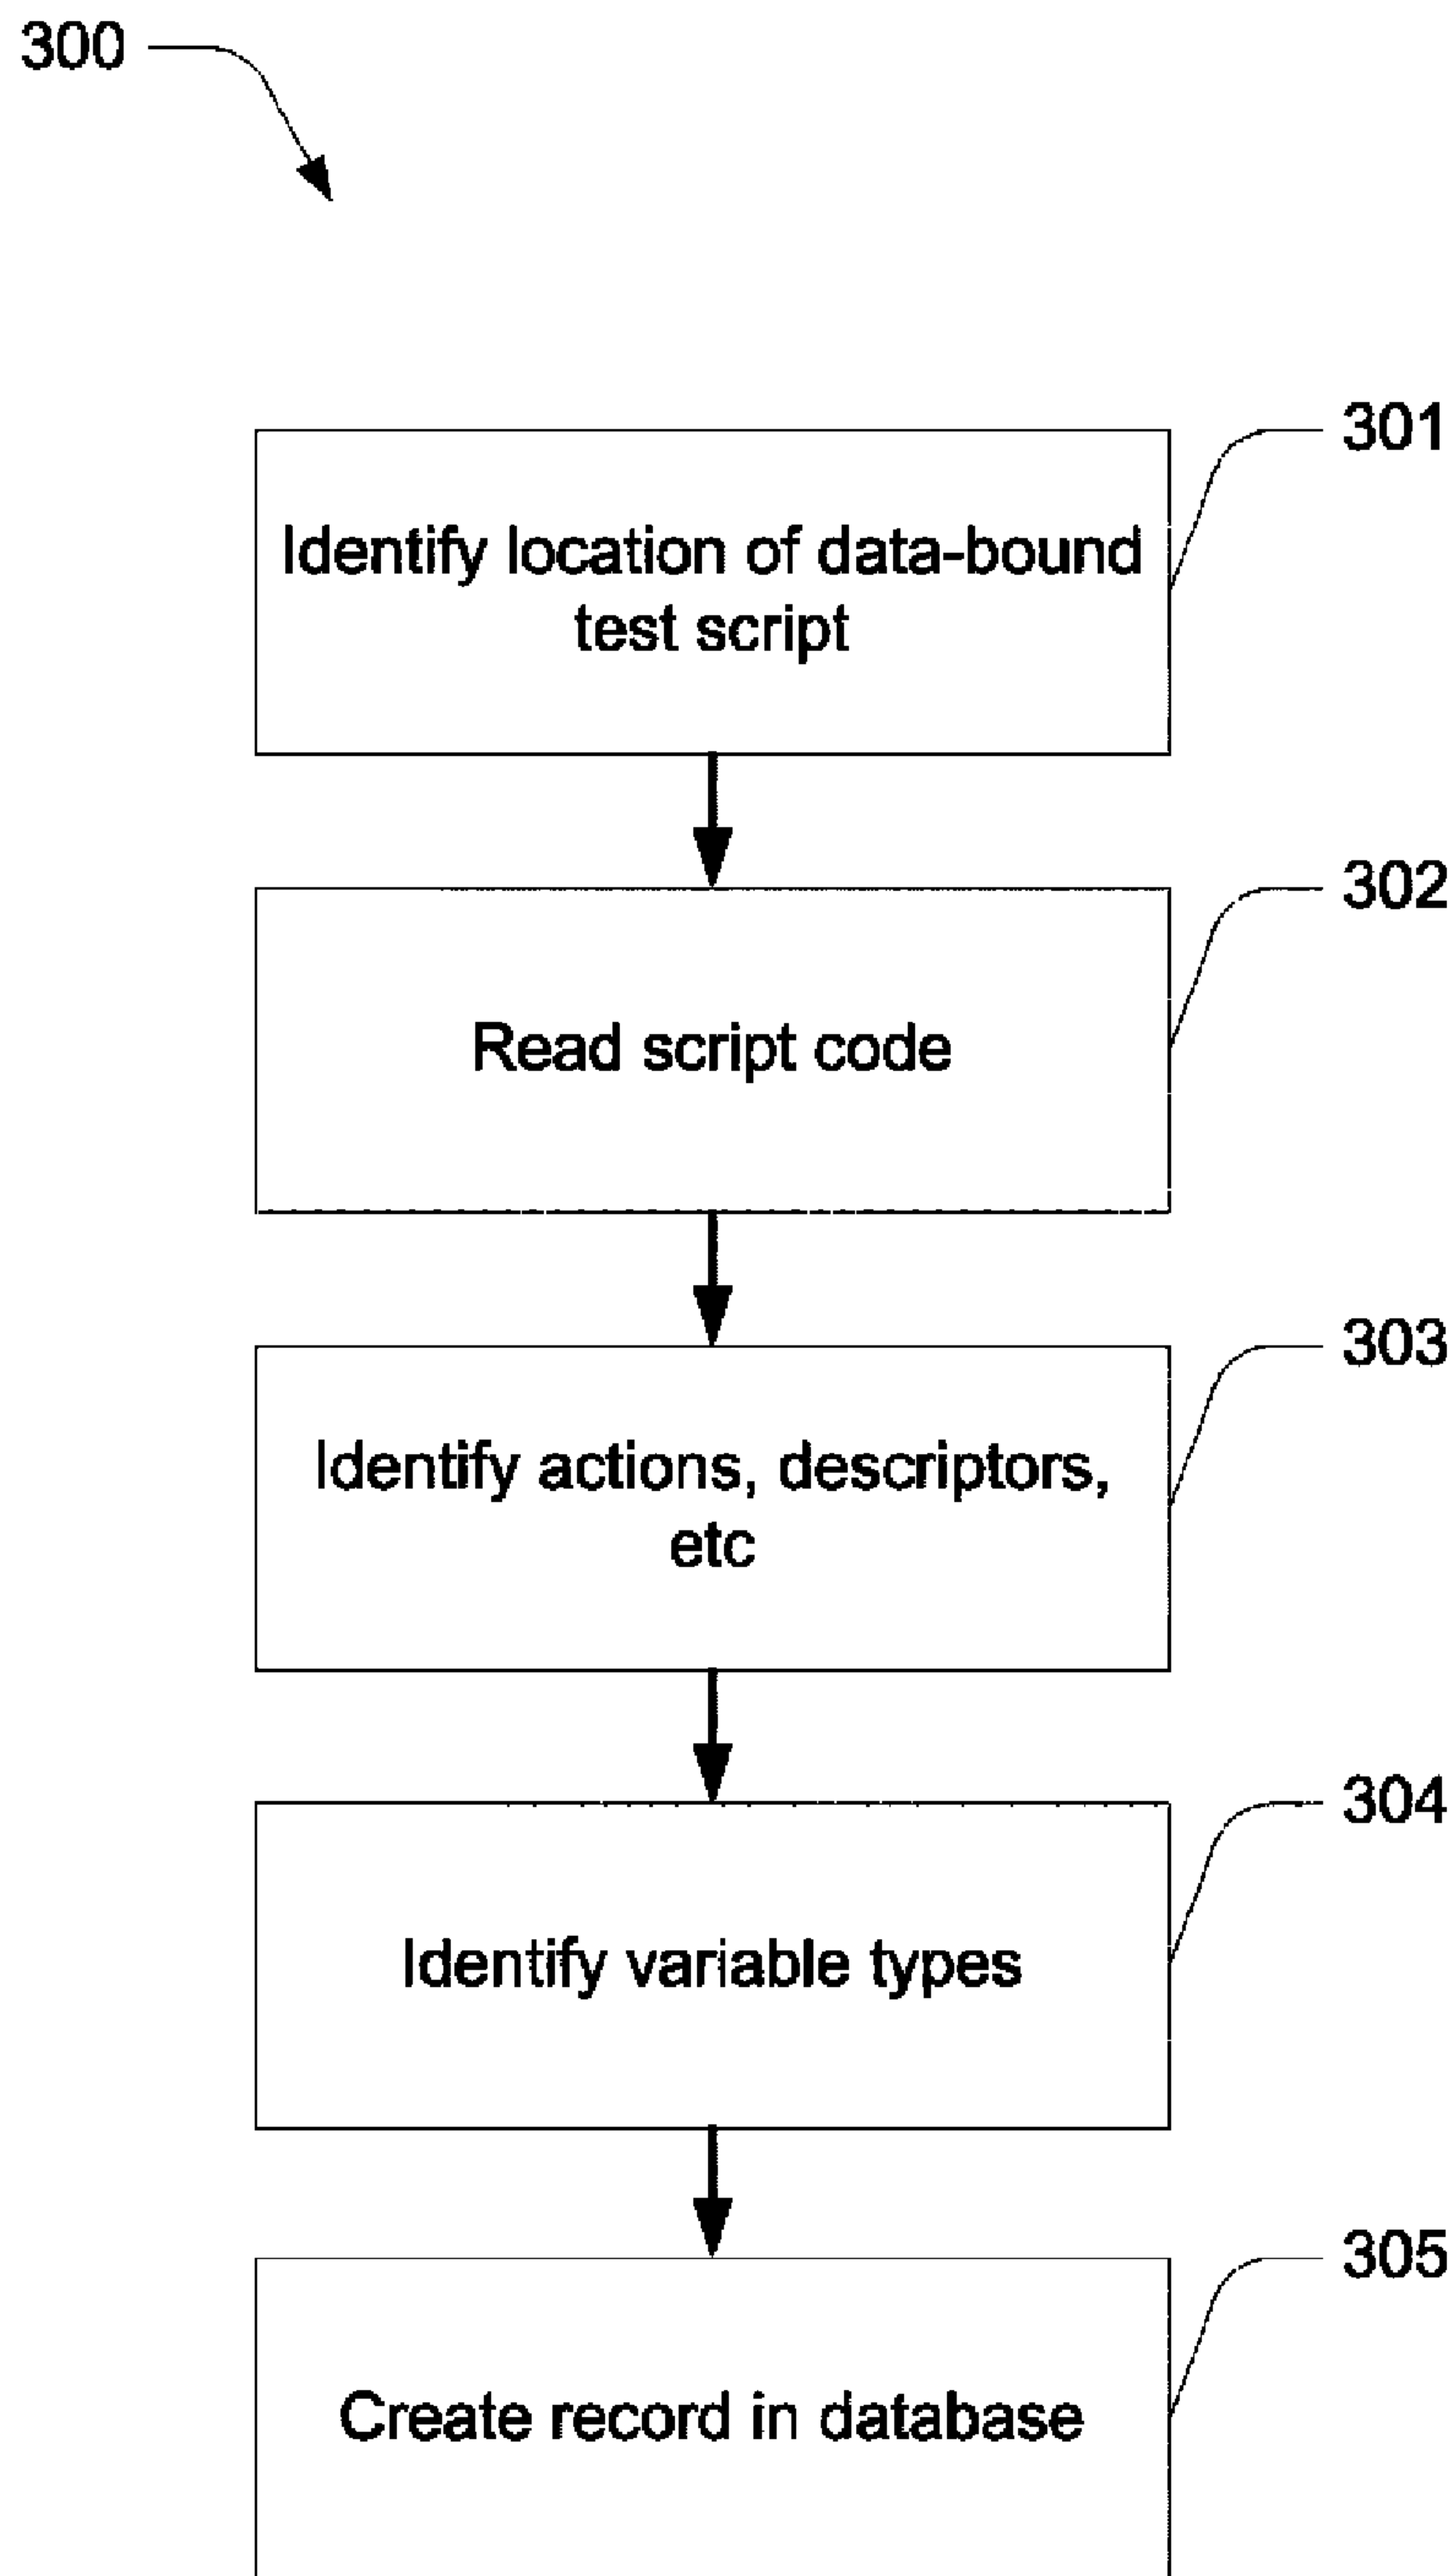 300
301
Identify location of data-bound
test script
302
Read script code
303
Identify actions, descriptors,
etc
304
Identify variable types
305
Create record in database